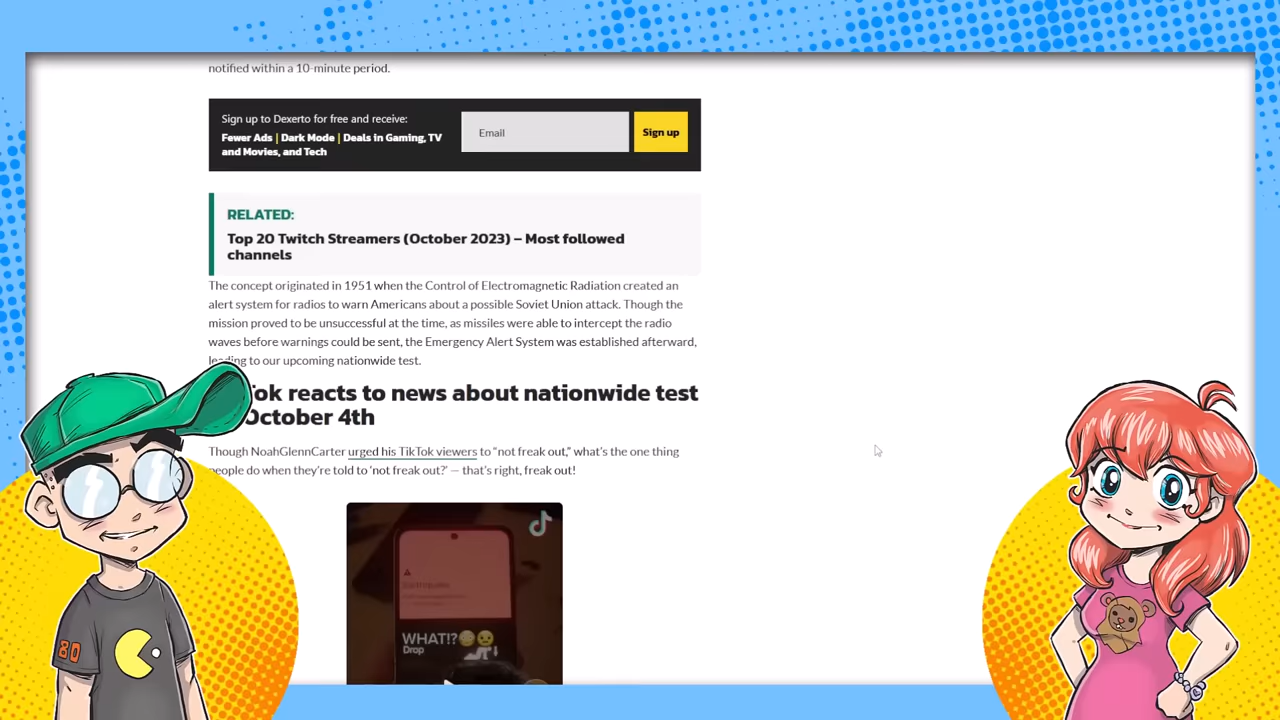 notified within a 10-minute period.
Sign up to Dexerto for free and receive:
Fewer Ads | Dark Mode | Deals in Gaming, TV
and Movies, and Tech
Email
Sign up
RELATED:
Top 20 Twitch Streamers (October 2023) – Most followed
channels
The concept originated in 1951 when the Control of Electromagnetic Radiation created an
alert system for radios to warn Americans about a possible Soviet Union attack. Though the
mission proved to be unsuccessful at the time, as missiles were able to intercept the radio
waves before warnings could be sent, the Emergency Alert System was established afterward,
leading to our upcoming nationwide test.
Tok reacts to news about nationwide test
October 4th
Though NoahGlennCarter urged his TikTok viewers to “not freak out,” what’s the one thing
people do when they’re told to ‘not freak out?’ — that’s right, freak out!
WHAT!?
Drop
80